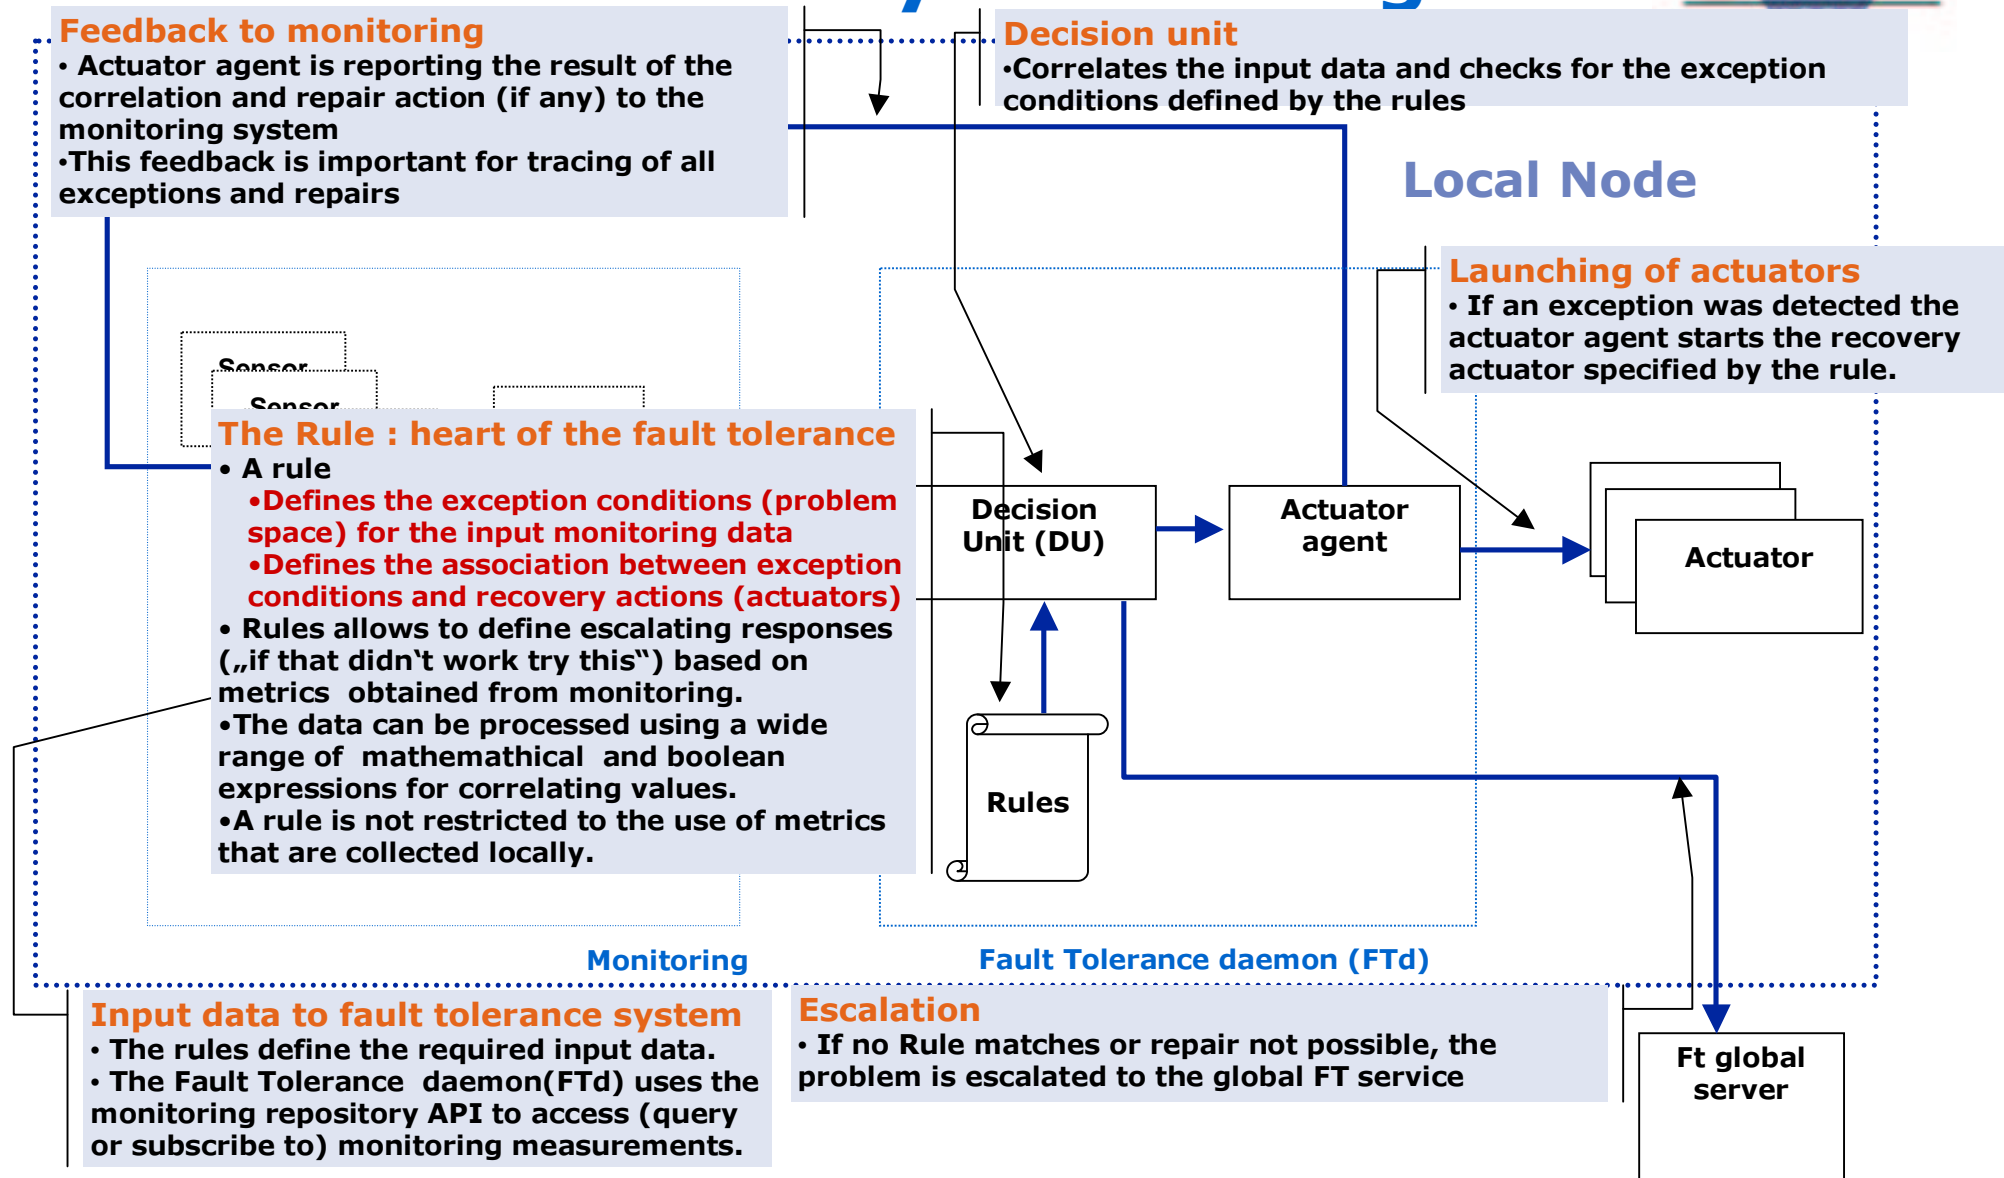 Feedback to monitoring
• Actuator agent is reporting the result of the
correlation and repair action (if any) to the
monitoring system
•This feedback is important for tracing of all
exceptions and repairs
Decision unit
•Correlates the input data and checks for the exception
conditions defined by the rules
Local Node
Launching of actuators
• If an exception was detected the
actuator agent starts the recovery
actuator specified by the rule.
Sensor
Sensor
The Rule : heart of the fault tolerance
• A rule
•Defines the exception conditions (problem
space) for the input monitoring data
•Defines the association between exception
conditions and recovery actions (actuators)
• Rules allows to define escalating responses
(„if that didn‘t work try this“) based on
metrics  obtained from monitoring.
•The data can be processed using a wide
range of  mathemathical  and boolean
expressions for correlating values.
•A rule is not restricted to the use of metrics
that are collected locally.
Decision
Unit (DU)
Actuator
agent
Actuator
Rules
Monitoring
Fault Tolerance daemon (FTd)
Input data to fault tolerance system
• The rules define the required input data.
• The Fault Tolerance  daemon(FTd) uses the
monitoring repository API to access (query
or subscribe to) monitoring measurements.
Escalation
• If no Rule matches or repair not possible, the
problem is escalated to the global FT service
Ft global
server